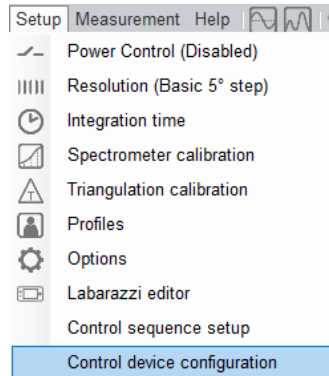 Setup Measurement Help
Power Control (Disabled)
Resolution (Basic 5° step)
Integration time
Spectrometer calibration
Triangulation calibration
Profiles
Options
Labarazzi editor
Control sequence setup
Control device configuration